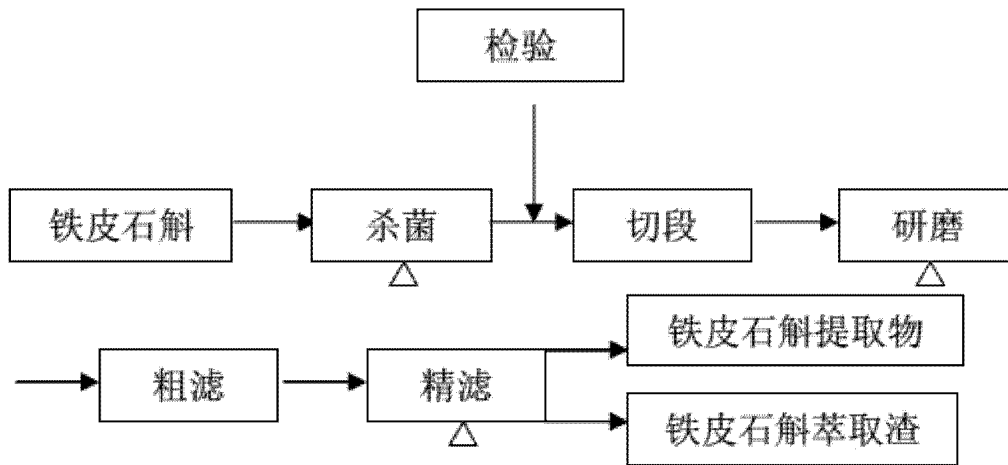 检验
铁皮石斛
杀菌
切段
研磨
粗滤
精滤
铁皮石斛提取物
铁皮石斛萃取渣